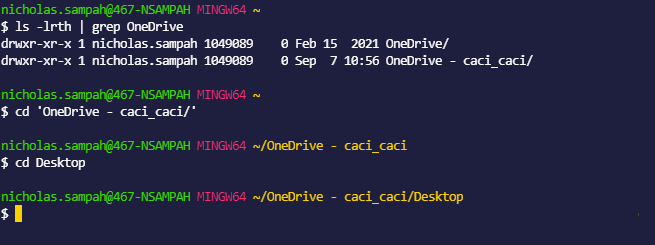 nicholas.sampah@467-NSAMPAH MINGW64 ~
$ ls -lrth | grep OneDrive
drwxr-xr-x 1 nicholas.sampah 1049089    0 Feb 15  2021 OneDrive/
drwxr-xr-x 1 nicholas.sampah 1049089    0 Sep  7 10:56 OneDrive - caci_caci/
nicholas.sampah@467-NSAMPAH MINGW64 ~
$ cd 'OneDrive - caci_caci/'
nicholas.sampah@467-NSAMPAH MINGW64 ~/OneDrive - caci_caci
$ cd Desktop
nicholas.sampah@467-NSAMPAH MINGW64 ~/OneDrive - caci_caci/Desktop
$